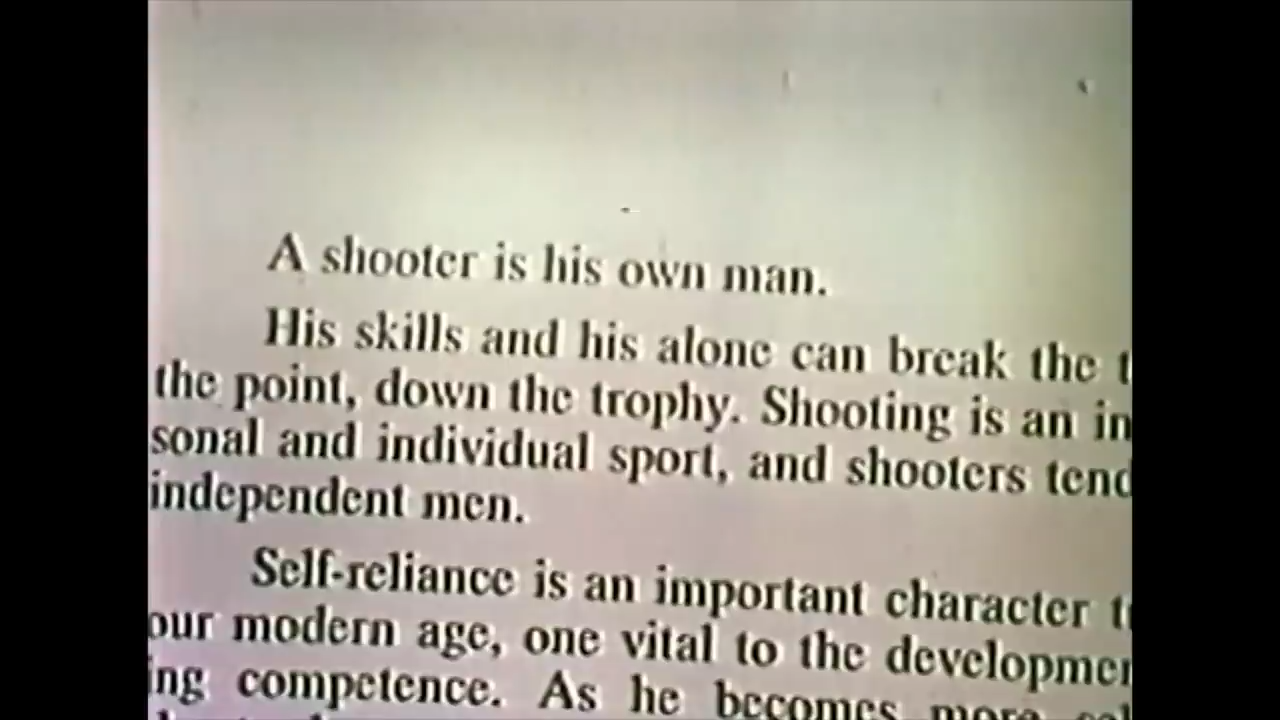 A shooter is his own man.
His skills and his alone can break the
the point, down the trophy. Shooting is an in
sonal and individual sport, and shooters tend
independent men.
Self-reliance is an important character
our modern age, one vital to the developmen
ing competence. As he becomes more